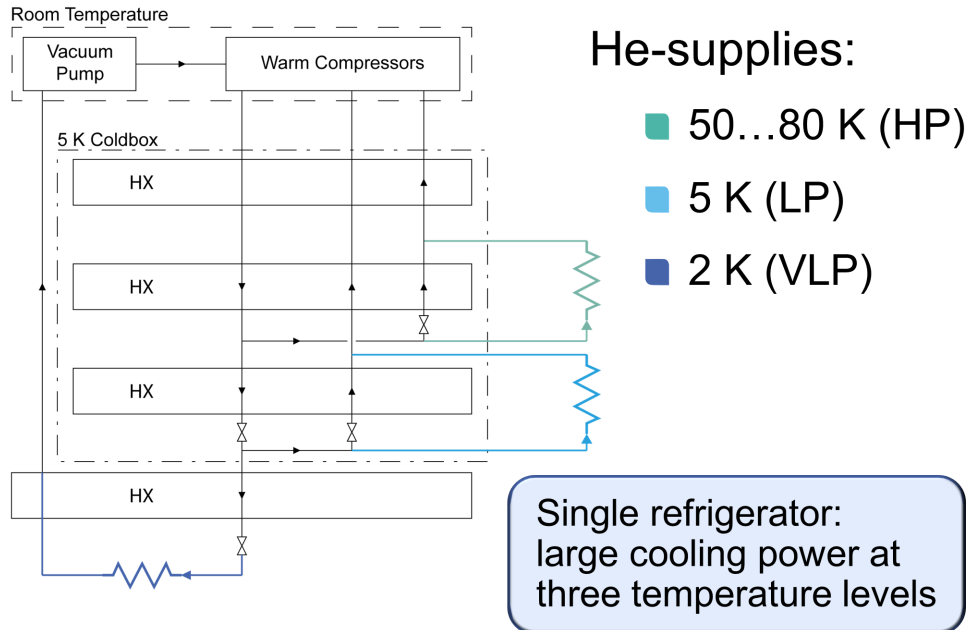 Room Temperature
Vacuum
Pump
Warm Compressors
5 K Coldbox
HX
HX
HX
HX
He-supplies:
50…80 K (HP)
5 K (LP)
2 K (VLP)
Single refrigerator:
large cooling power at
three temperature levels